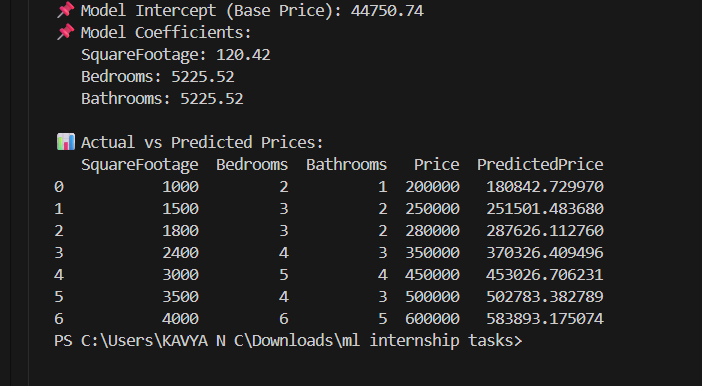 📌 Model Intercept (Base Price): 44750.74
📌 Model Coefficients:
SquareFootage: 120.42
Bedrooms: 5225.52
Bathrooms: 5225.52
📊 Actual vs Predicted Prices:
SquareFootage Bedrooms Bathrooms Price PredictedPrice
0 1000 2 1 200000 180842.729970
1 1500 3 2 250000 251501.483680
2 1800 3 2 280000 287626.112760
3 2400 4 3 350000 370326.409496
4 3000 5 4 450000 453026.706231
5 3500 4 3 500000 502783.382789
6 4000 6 5 600000 583893.175074
PS C:\Users\KAVYA N C\Downloads\ml internship tasks>